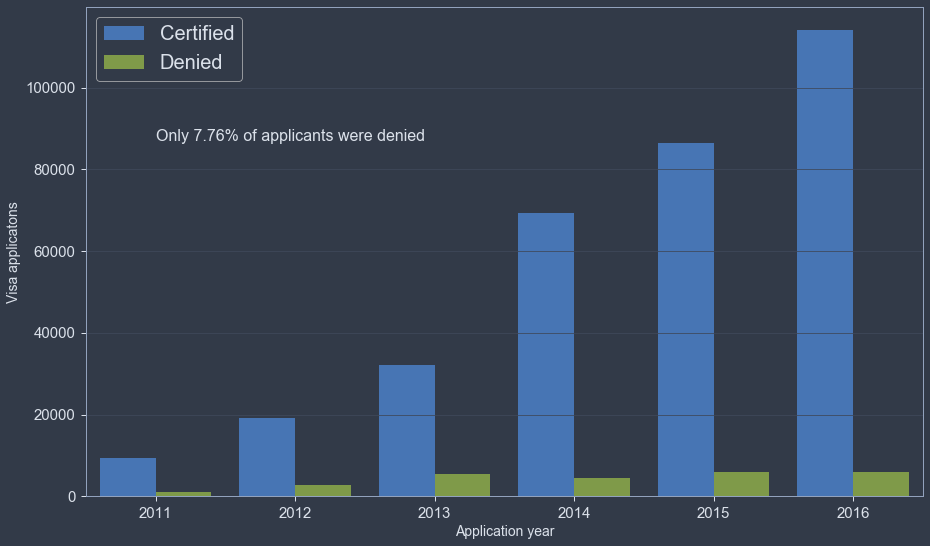 Certified
Denied
Only 7.76% of applicants were denied
100000
80000
60000
40000
20000
0
Visa applicatons
2011 2012 2013 2014 2015 2016
Application year